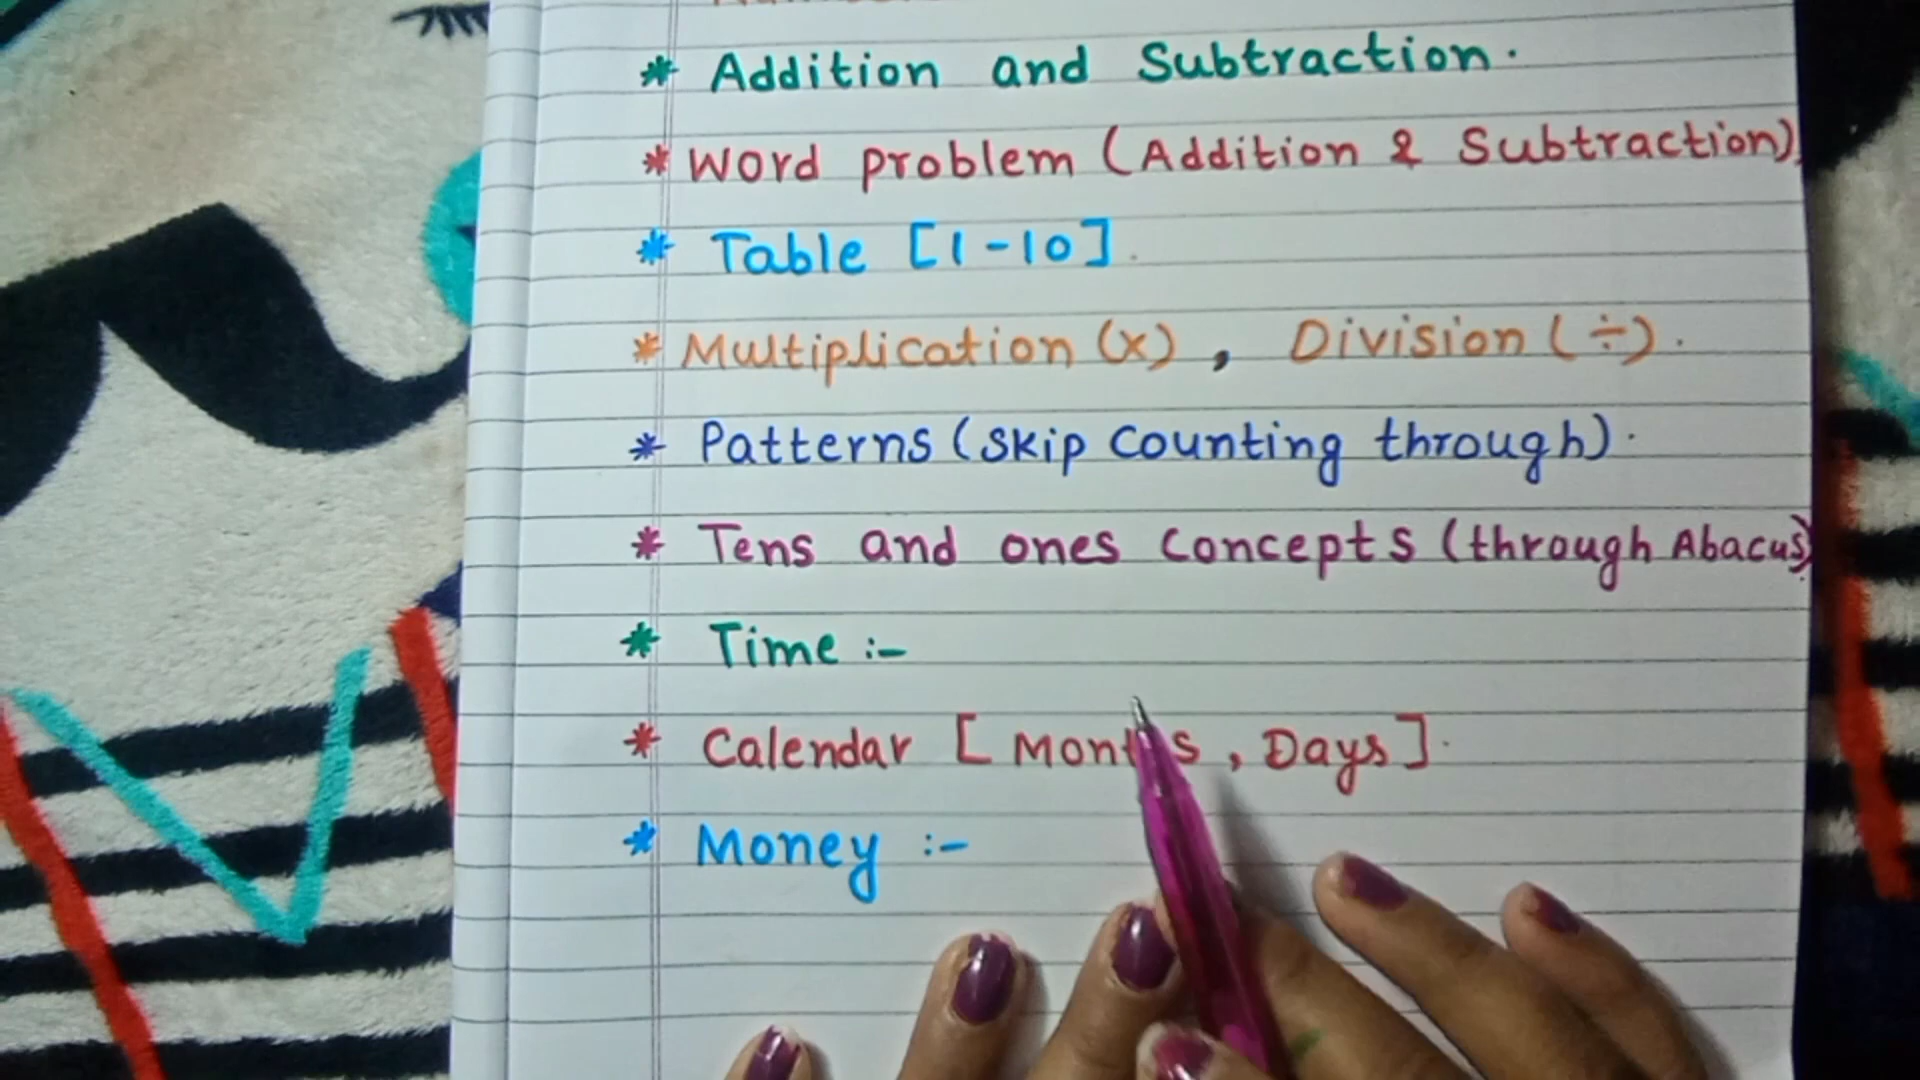 * Addition and Subtraction.
* Word problem (Addition & Subtraction).
* Table [1-10].
* Multiplication (x), Division (÷).
* Patterns (Skip Counting through).
* Tens and ones Concepts (through Abacus).
* Time :-
* Calendar [ , Days].
* Money :-